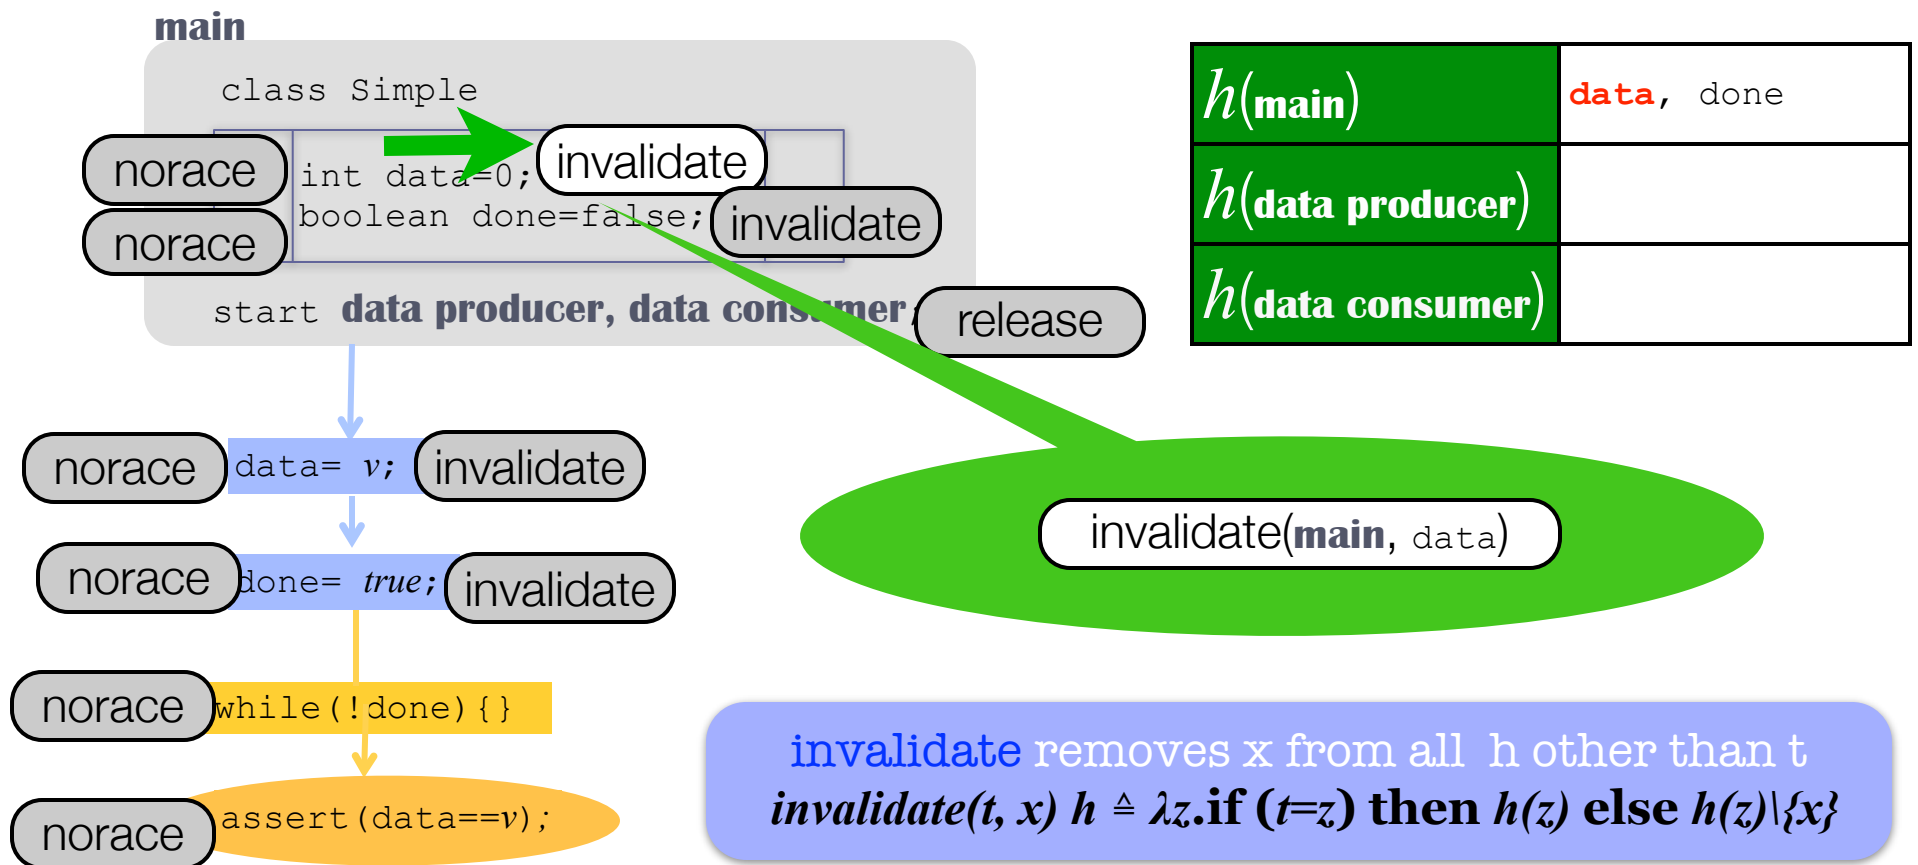 main
class Simple
norace int data=0; invalidate
norace boolean done=false; invalidate
start data producer, data consumer; release
norace data= v; invalidate
norace done= true; invalidate
norace while(!done){}
norace assert(data==v);
h(main) data, done
h(data producer)
h(data consumer)
invalidate(main, data)
invalidate removes x from all h other than t
invalidate(t, x) h ≜ λz.if (t=z) then h(z) else h(z)\{x}